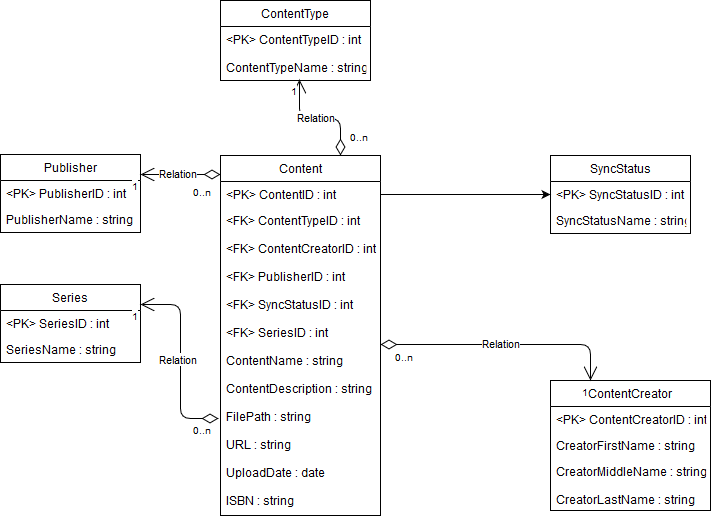 ContentType
<PK> ContentTypeID : int
ContentTypeName : string
1
Relation
0..n
Publisher
<PK> PublisherID : int
PublisherName : string
1
Relation
0..n
Content
<PK> ContentID : int
<FK> ContentTypeID : int
<FK> ContentCreatorID : int
<FK> PublisherID : int
<FK> SyncStatusID : int
<FK> SeriesID : int
ContentName : string
ContentDescription : string
FilePath : string
URL : string
UploadDate : date
ISBN : string
SyncStatus
<PK> SyncStatusID : int
SyncStatusName : string
Series
<PK> SeriesID : int
SeriesName : string
1
Relation
0..n
0..n
Relation
1
ContentCreator
<PK> ContentCreatorID : int
CreatorFirstName : string
CreatorMiddleName : string
CreatorLastName : string